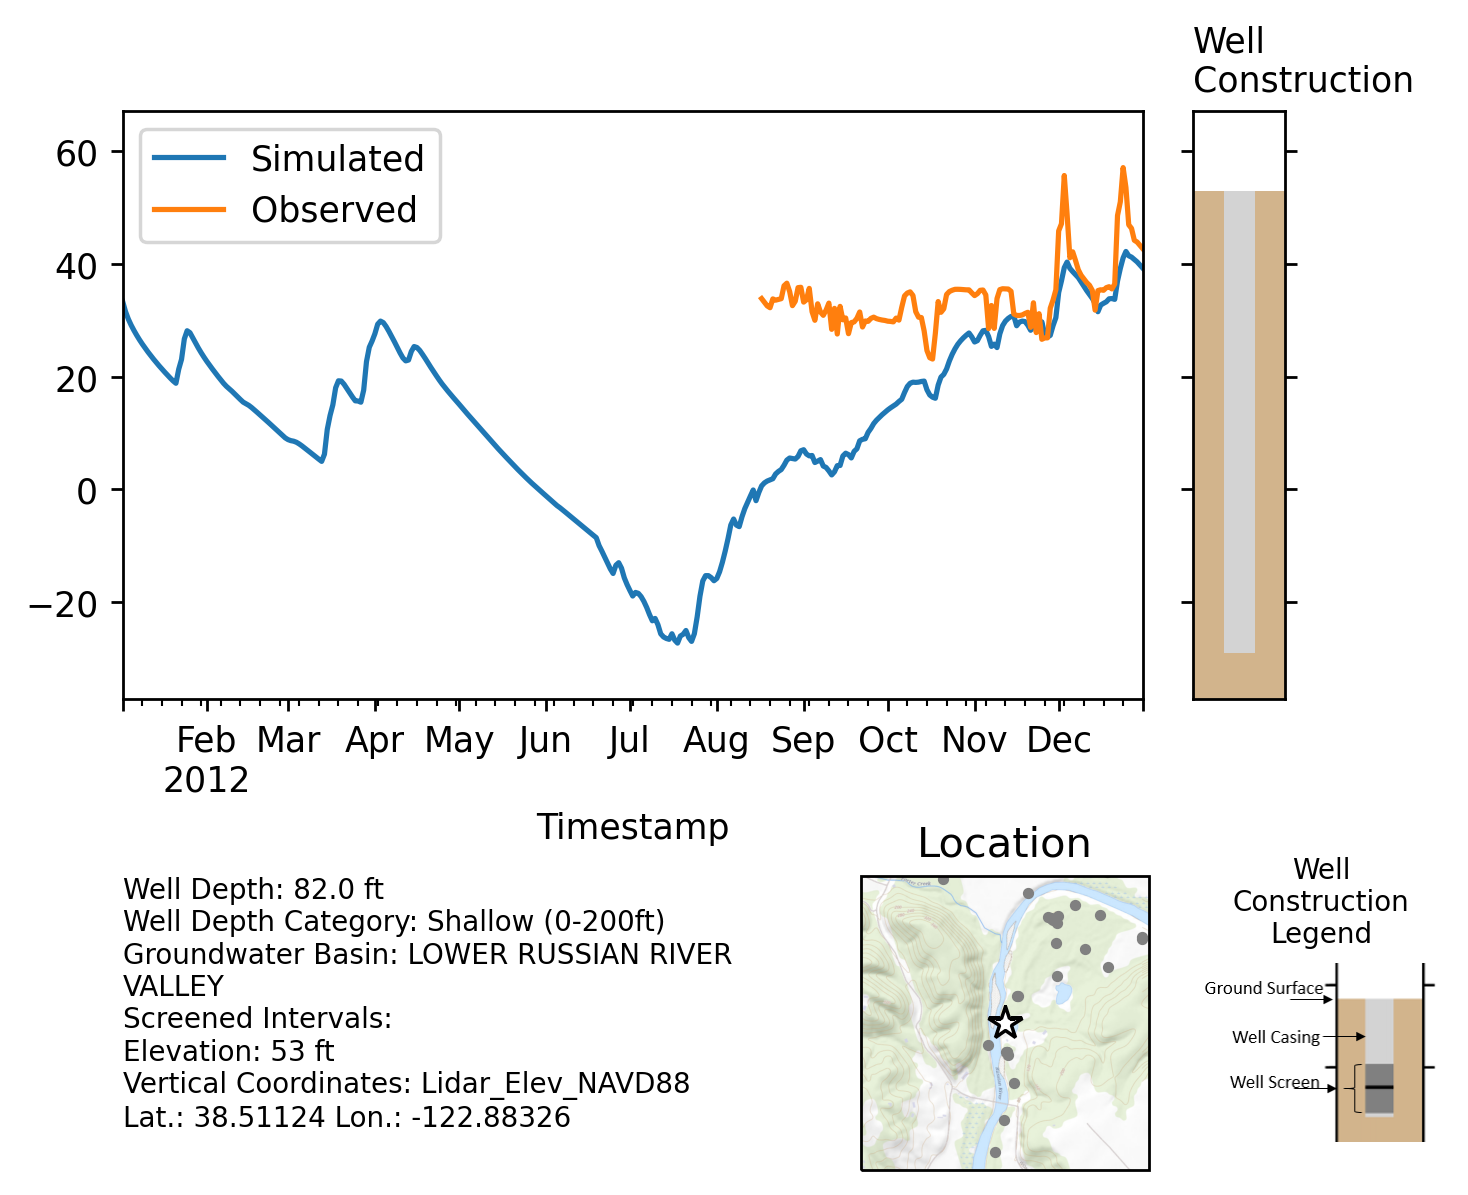 Well
Construction
60
40
20
0
−20
Simulated
Observed
Feb Mar Apr May Jun Jul Aug Sep Oct Nov Dec
2012
Timestamp
Well Depth: 82.0 ft
Well Depth Category: Shallow (0-200ft)
Groundwater Basin: LOWER RUSSIAN RIVER
VALLEY
Screened Intervals:
Elevation: 53 ft
Vertical Coordinates: Lidar_Elev_NAVD88
Lat.: 38.51124 Lon.: -122.88326
Location
Well
Construction
Legend
Ground Surface
Well Casing
Well Screen